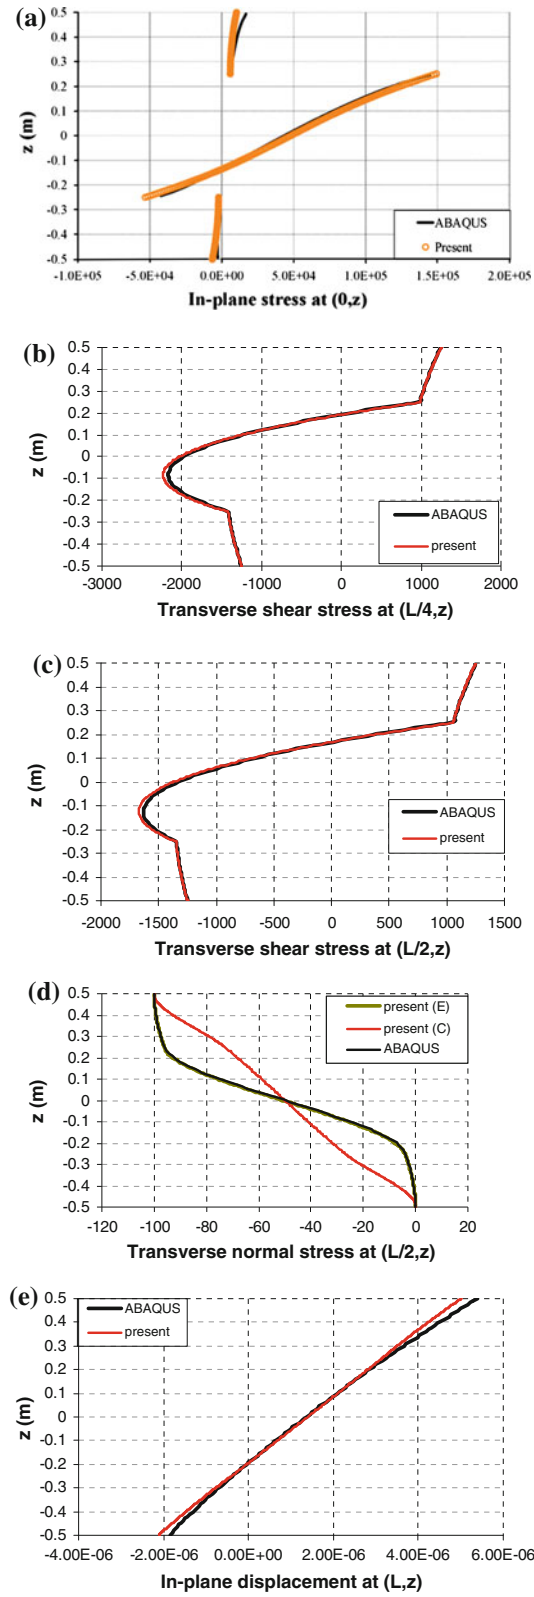 (a)
0.5
0.4
0.3
0.2
0.1
0
-0.1
-0.2
-0.3
-0.4
-0.5
z (m)
ABAQUS
Present
-1.0E+05 -5.0E+04 0.0E+00 5.0E+04 1.0E+05 1.5E+05 2.0E+05
In-plane stress at (0,z)
(b)
0.5
0.4
0.3
0.2
0.1
0
-0.1
-0.2
-0.3
-0.4
-0.5
z (m)
ABAQUS
present
-3000 -2000 -1000 0 1000 2000
Transverse shear stress at (L/4,z)
(c)
0.5
0.4
0.3
0.2
0.1
0
-0.1
-0.2
-0.3
-0.4
-0.5
z (m)
ABAQUS
present
-2000 -1500 -1000 -500 0 500 1000 1500
Transverse shear stress at (L/2,z)
(d)
0.5
0.4
0.3
0.2
0.1
0
-0.1
-0.2
-0.3
-0.4
-0.5
z (m)
present (E)
present (C)
ABAQUS
-120 -100 -80 -60 -40 -20 0 20
Transverse normal stress at (L/2,z)
(e)
0.5
0.4
0.3
0.2
0.1
0
-0.1
-0.2
-0.3
-0.4
-0.5
z (m)
ABAQUS
present
-4.00E-06 -2.00E-06 0.00E+00 2.00E-06 4.00E-06 6.00E-06
In-plane displacement at (L,z)